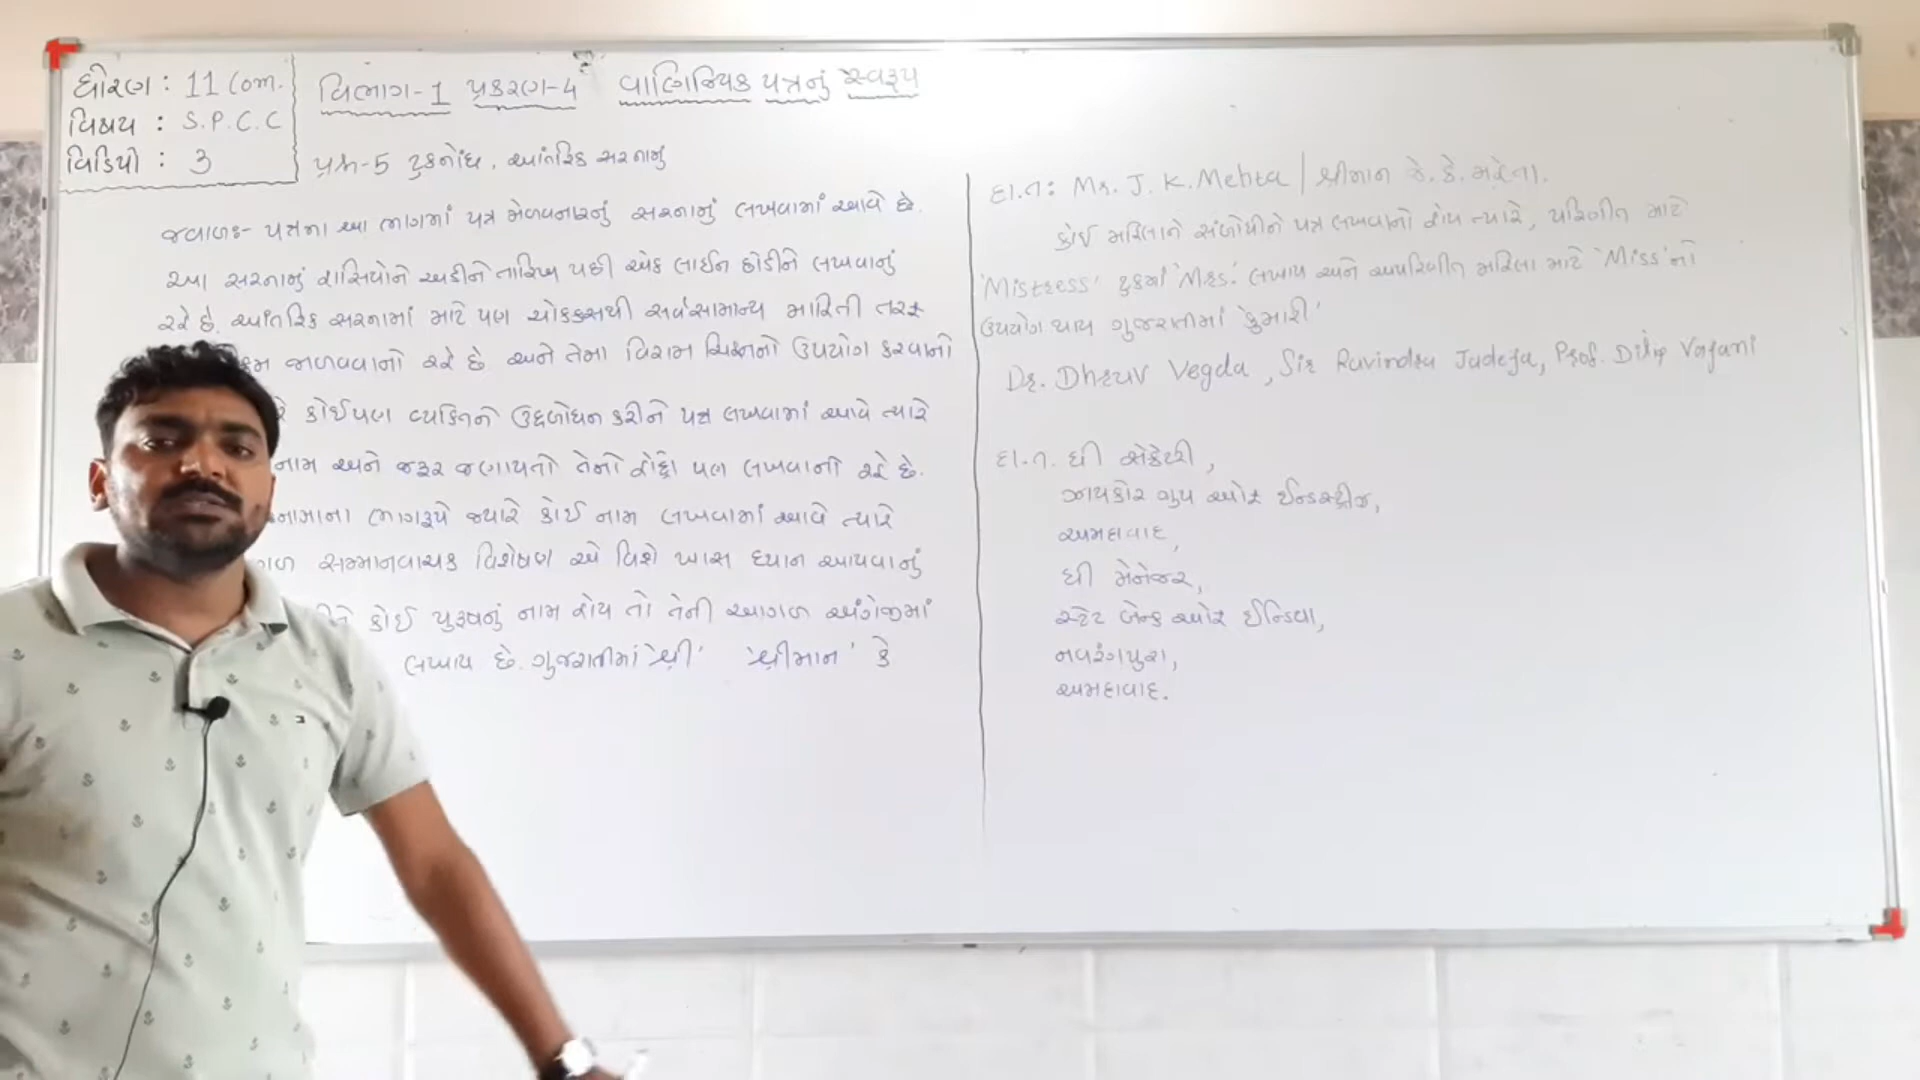 ધોરણ : 11 Com.
વિષય : S.P.C.C
વિડિયો : 3
વિભાગ-1 પ્રકરણ-4 વાણિજ્યિક પત્રનું સ્વરૂપ
પ્રશ્ન-5 ટુંકનોંધ. આંતરિક સરનામું
જવાબઃ- પત્રના આ ભાગમાં પત્ર મેળવનારનું સરનામું લખવામાં આવે છે.
આ સરનામું હાંસિયાને અડીને તારીખ પછી એક લાઈન છોડીને લખવાનું
રહે છે. આંતરિક સરનામાં માટે પણ ચોક્કસથી સર્વસામાન્ય માહિતી તરફ
જાળવવાનો રહે છે અને તેમા વિરામ ચિહ્નનો ઉપયોગ કરવાનો
કોઈપણ વ્યક્તિને ઉદ્દબોધન કરીને પત્ર લખવામાં આવે ત્યારે
નામ અને જરૂર જણાયતો તેનો હોદ્દો પણ લખવાનો રહે છે.
ભાગરૂપે જ્યારે કોઈ નામ લખવામાં આવે ત્યારે
સન્માનવાચક વિશેષણ એ વિશે ખાસ ધ્યાન આપવાનું
કોઈ પુરૂષનું નામ હોય તો તેની આગળ અંગ્રેજીમાં
લખાય છે. ગુજરાતીમાં 'શ્રી' 'શ્રીમાન' કે
દા.ત: Mr. J. K. Mehta / શ્રીમાન જે. કે. મહેતા.
કોઈ મહિલાને સંબોધીને પત્ર લખવાનો હોય ત્યારે, પરિણીત માટે
'Mistress' ટુંકમાં 'Mrs.' લખાય અને અપરિણીત મહિલા માટે 'Miss'નો
ઉપયોગ થાય ગુજરાતીમાં 'કુમારી'
Dr. Dhruv Vegda, Sir Ravindra Jadeja, Prof. Dilip Vajani
દા.ત. ધી સેક્રેટરી,
ઝાયકોર ગ્રુપ ઓફ ઈન્ડસ્ટ્રીજ,
અમદાવાદ,
ધી મેનેજર,
સ્ટેટ બેન્ક ઓફ ઈન્ડિયા,
નવરંગપુરા,
અમદાવાદ.